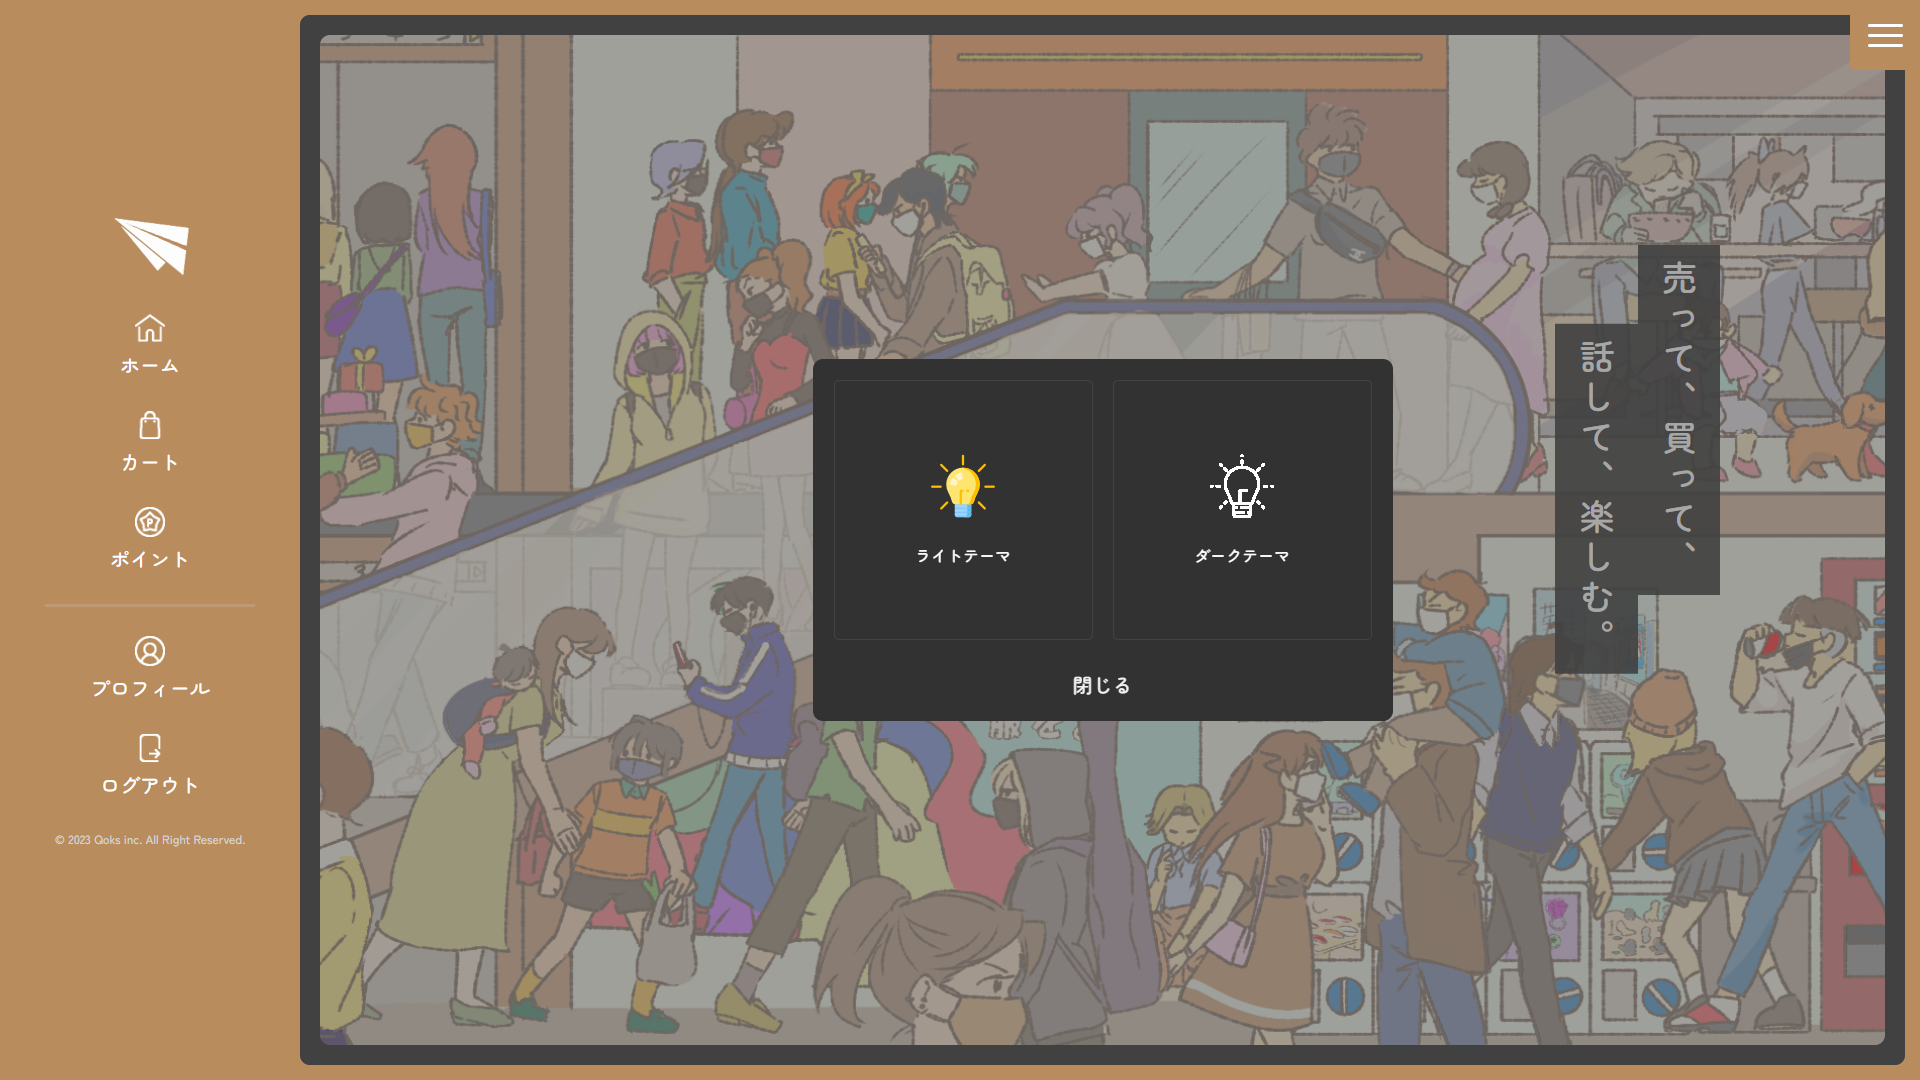 ホーム
カート
ポイント
プロフィール
ログアウト
© 2023 Qoks inc. All Right Reserved.
ライトテーマ
ダークテーマ
閉じる
売って、買って、
話して、楽しむ。